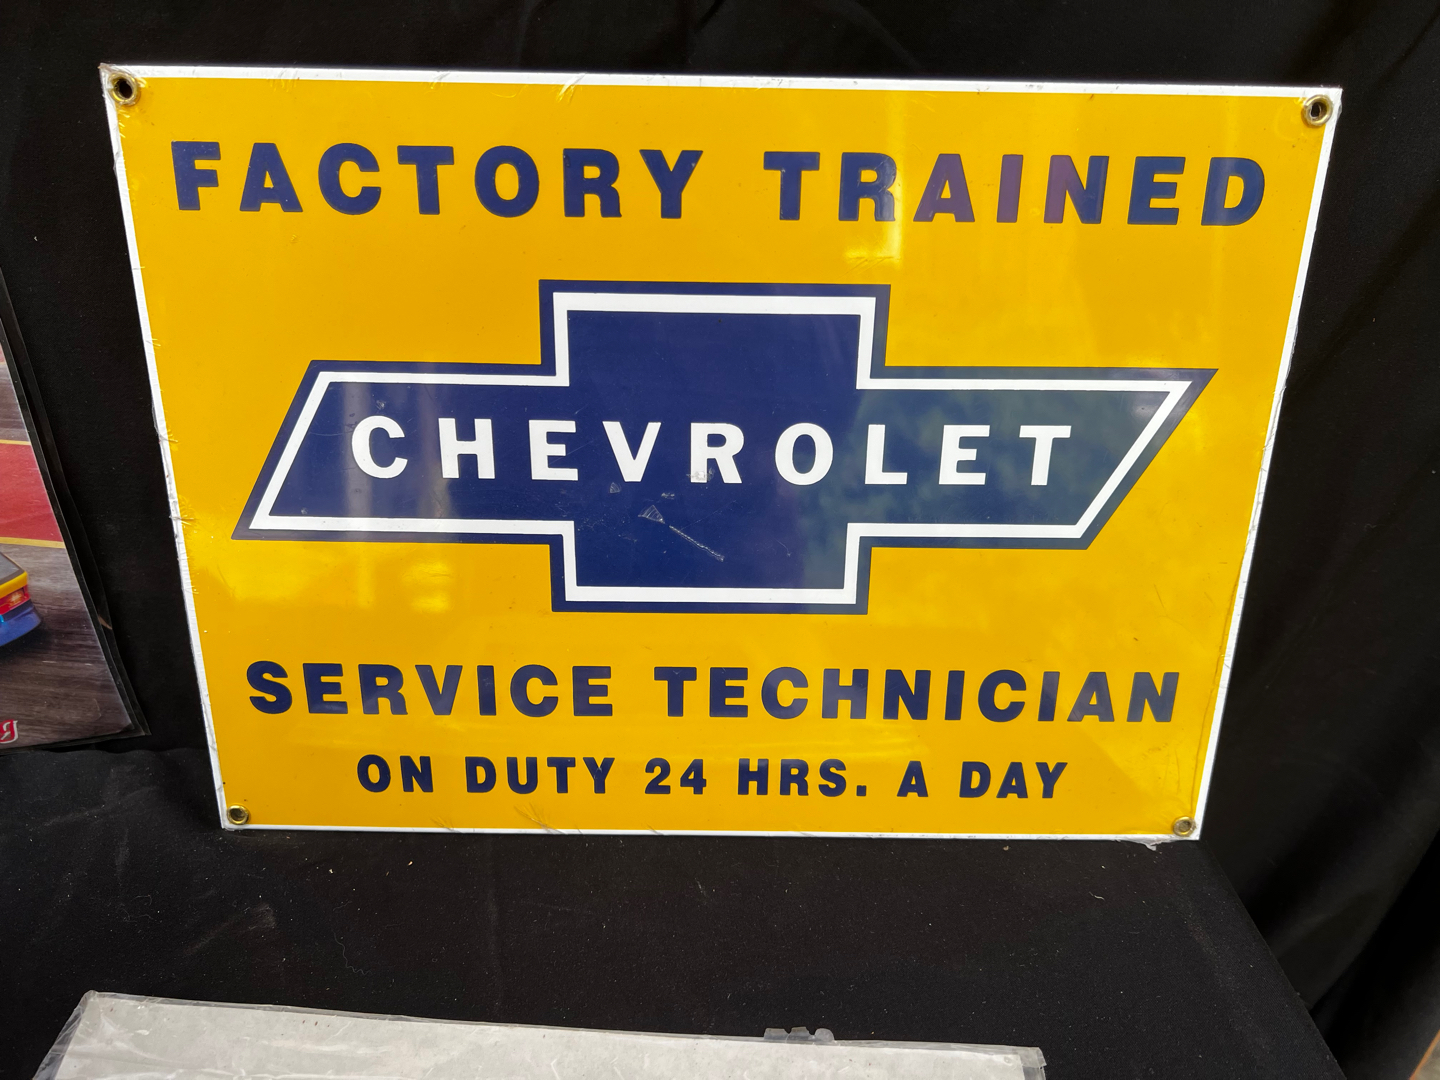 FACTORY TRAINED
CHEVROLET
SERVICE TECHNICIAN
ON DUTY 24 HRS. A DAY